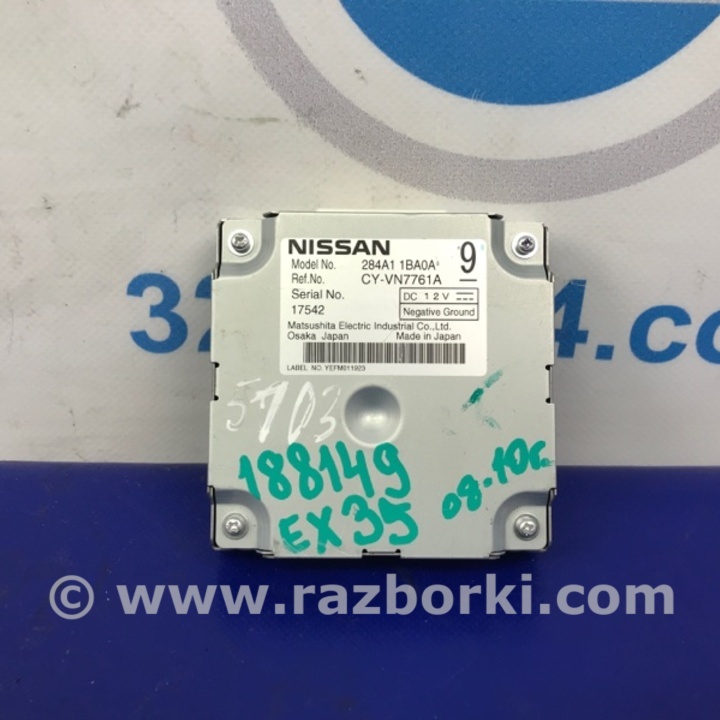 32 4.com
NISSAN
Model No. 284A1 1BA0A
9
Ref.No. CY-VN7761A
Serial No.
DC 12V
17542
Negative Ground
Matsushita Electric Industrial Co.,Ltd.
Osaka Japan Made in Japan
LABEL NO. YEFM011923
5703
188149
08-10г.
EX35
© www.razborki.com